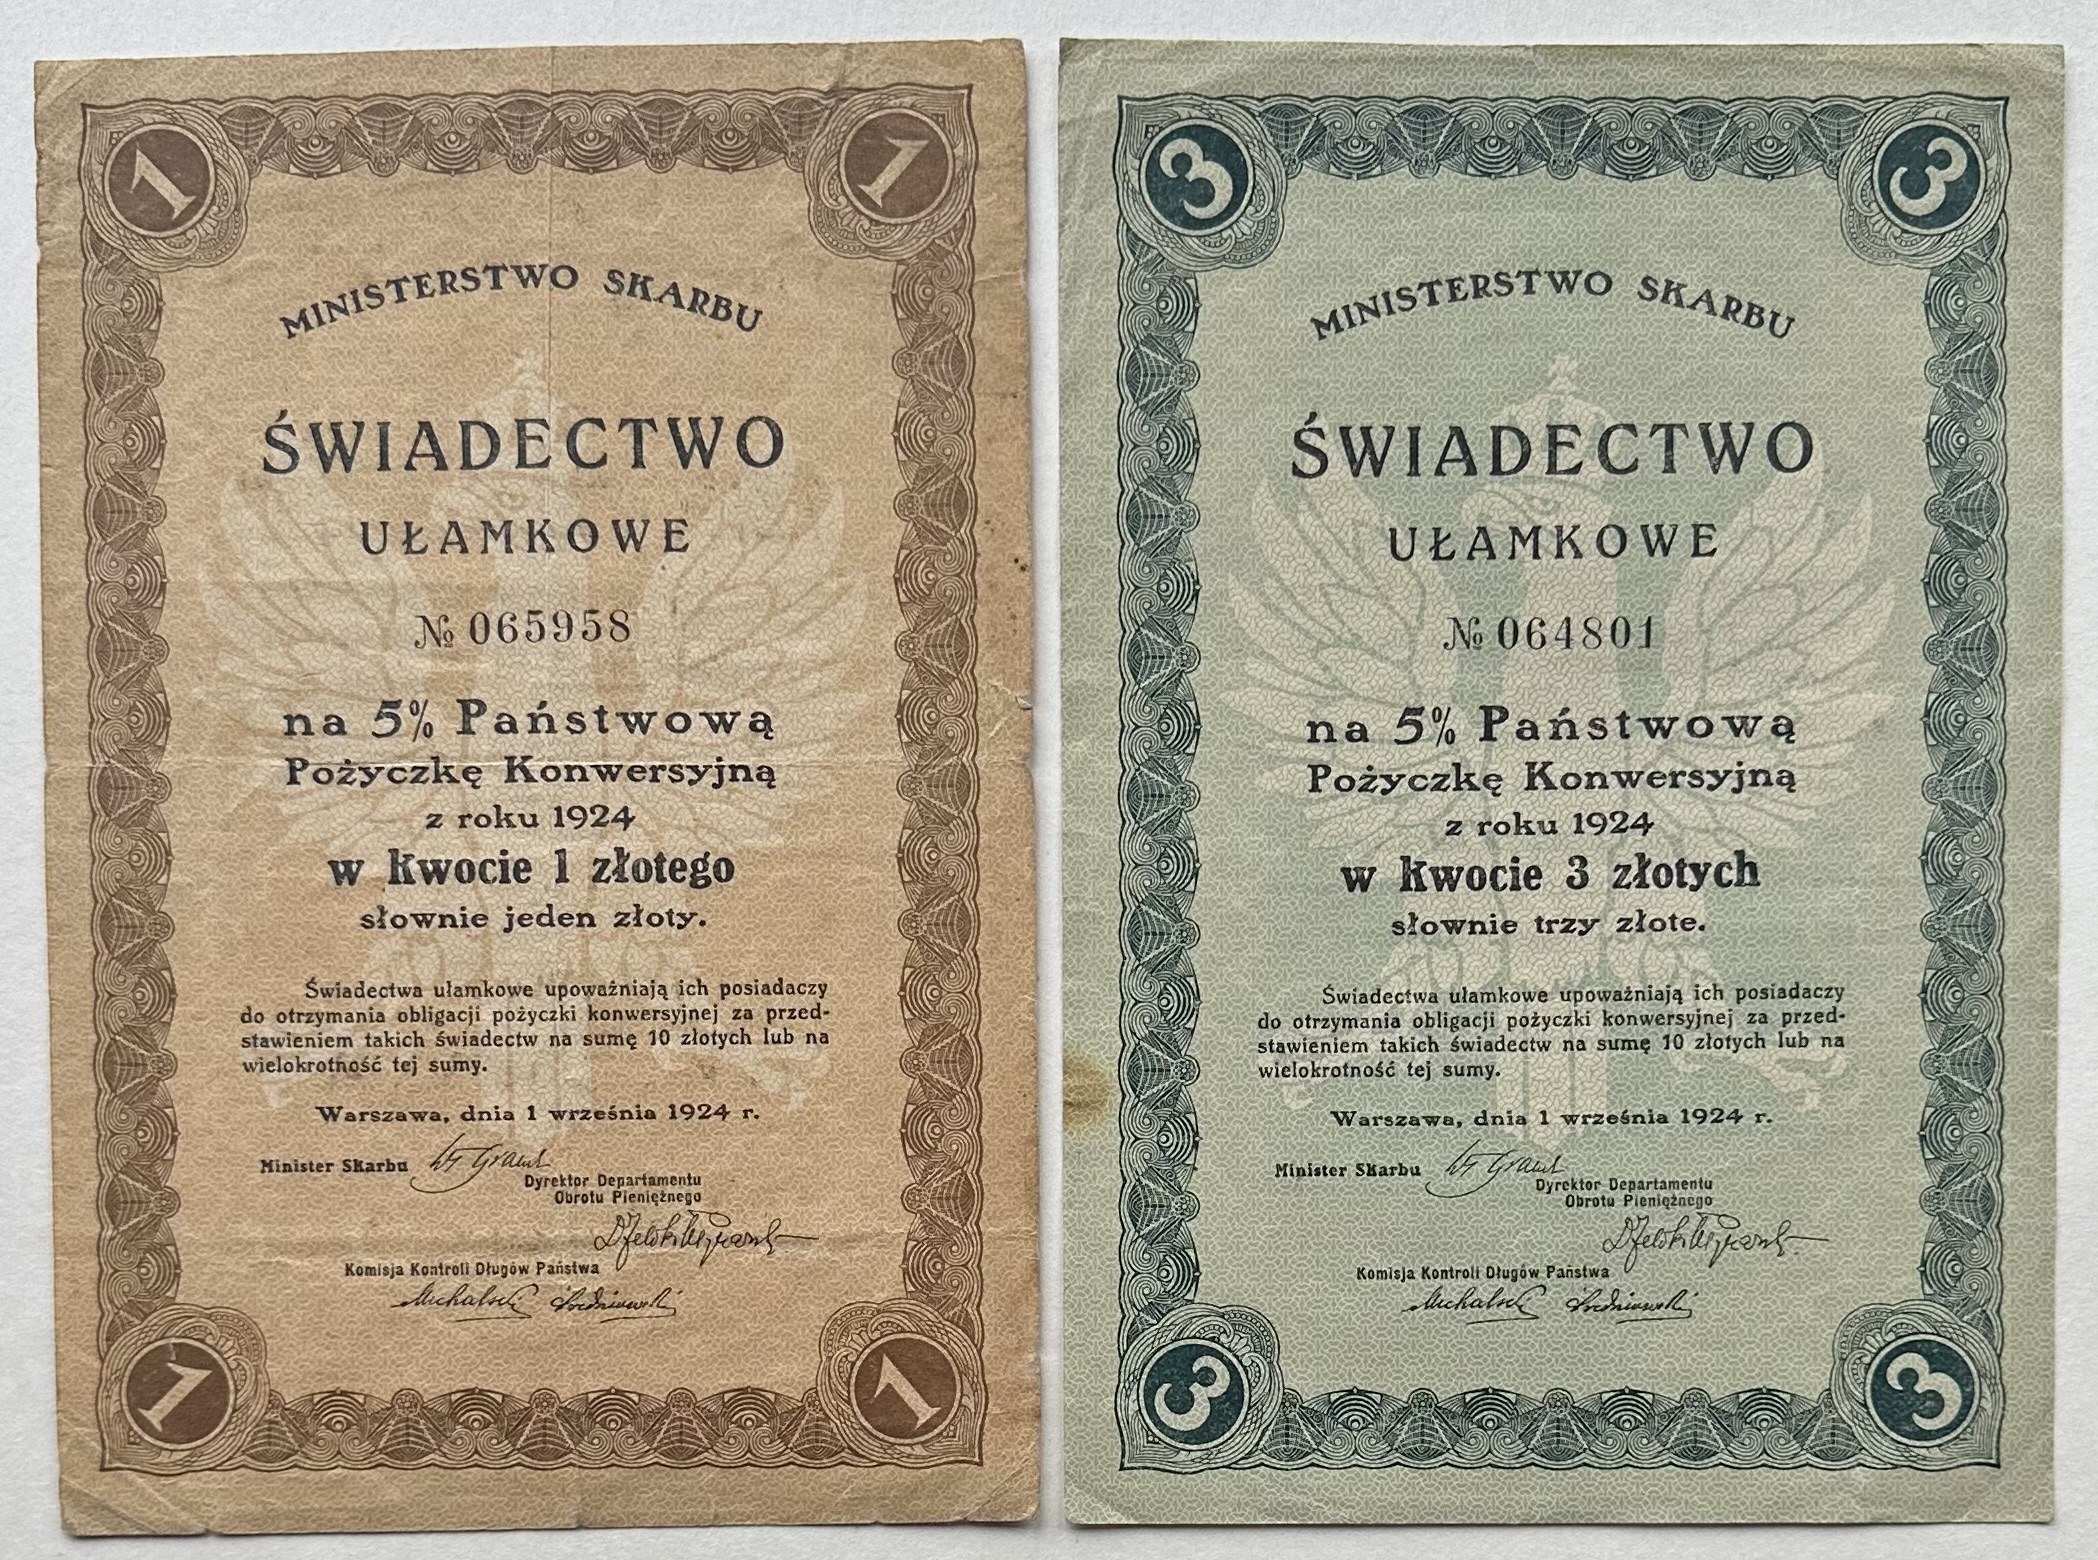 1
1
MINISTERSTWO SKARBU
ŚWIADECTWO
UŁAMKOWE
№ 065958
na 5% Państwową
Pożyczkę Konwersyjną
z roku 1924
w kwocie 1 złotego
słownie jeden złoty.
Świadectwa ułamkowe upoważniają ich posiadaczy
do otrzymania obligacji pożyczki konwersyjnej za przed-
stawieniem takich świadectw na sumę 10 złotych lub na
wielokrotność tej sumy.
Warszawa, dnia 1 września 1924 r.
Minister Skarbu
Dyrektor Departamentu
Obrotu Pieniężnego
Komisja Kontroli Długów Państwa
1
1
3
3
MINISTERSTWO SKARBU
ŚWIADECTWO
UŁAMKOWE
№ 064801
na 5% Państwową
Pożyczkę Konwersyjną
z roku 1924
w kwocie 3 złotych
słownie trzy złote.
Świadectwa ułamkowe upoważniają ich posiadaczy
do otrzymania obligacji pożyczki konwersyjnej za przed-
stawieniem takich świadectw na sumę 10 złotych lub na
wielokrotność tej sumy.
Warszawa, dnia 1 września 1924 r.
Minister Skarbu
Dyrektor Departamentu
Obrotu Pieniężnego
Komisja Kontroli Długów Państwa
3
3